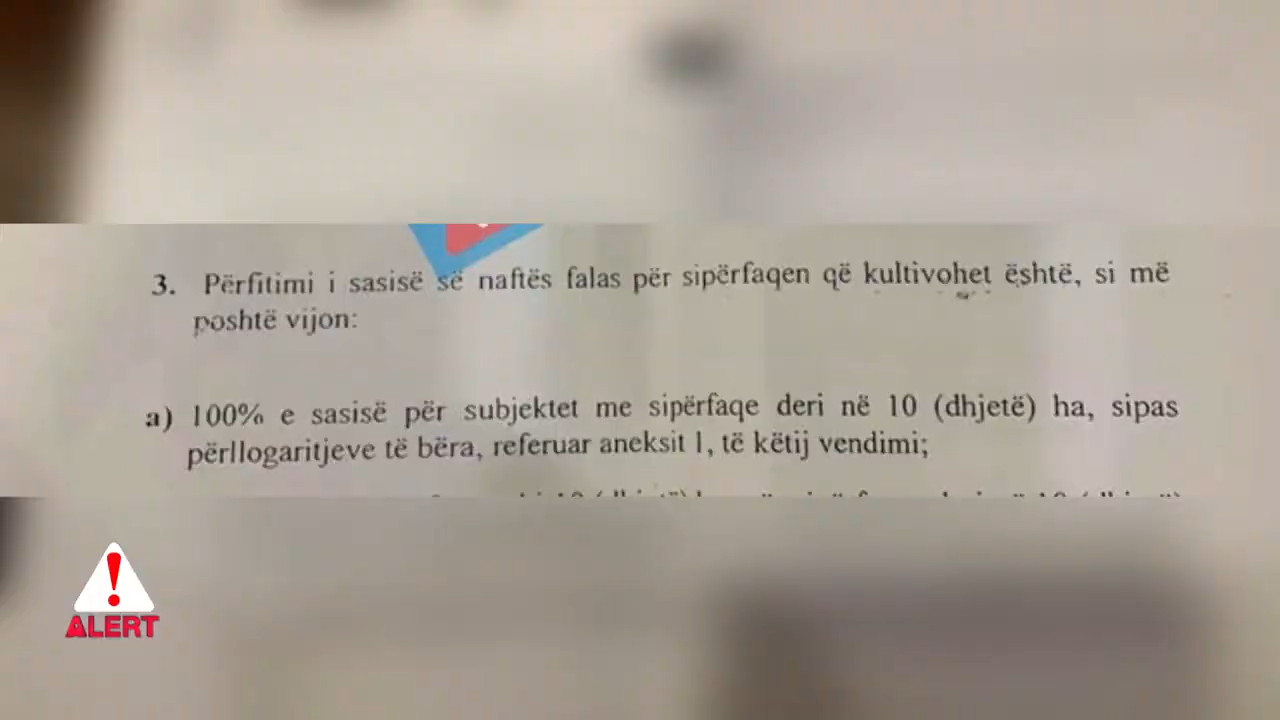 3. Përfitimi i sasisë së naftës falas për sipërfaqen që kultivohet është, si më
poshtë vijon:
a) 100% e sasisë për subjektet me sipërfaqe deri në 10 (dhjetë) ha, sipas
përllogaritjeve të bëra, referuar aneksit 1, të këtij vendimi;
ALERT